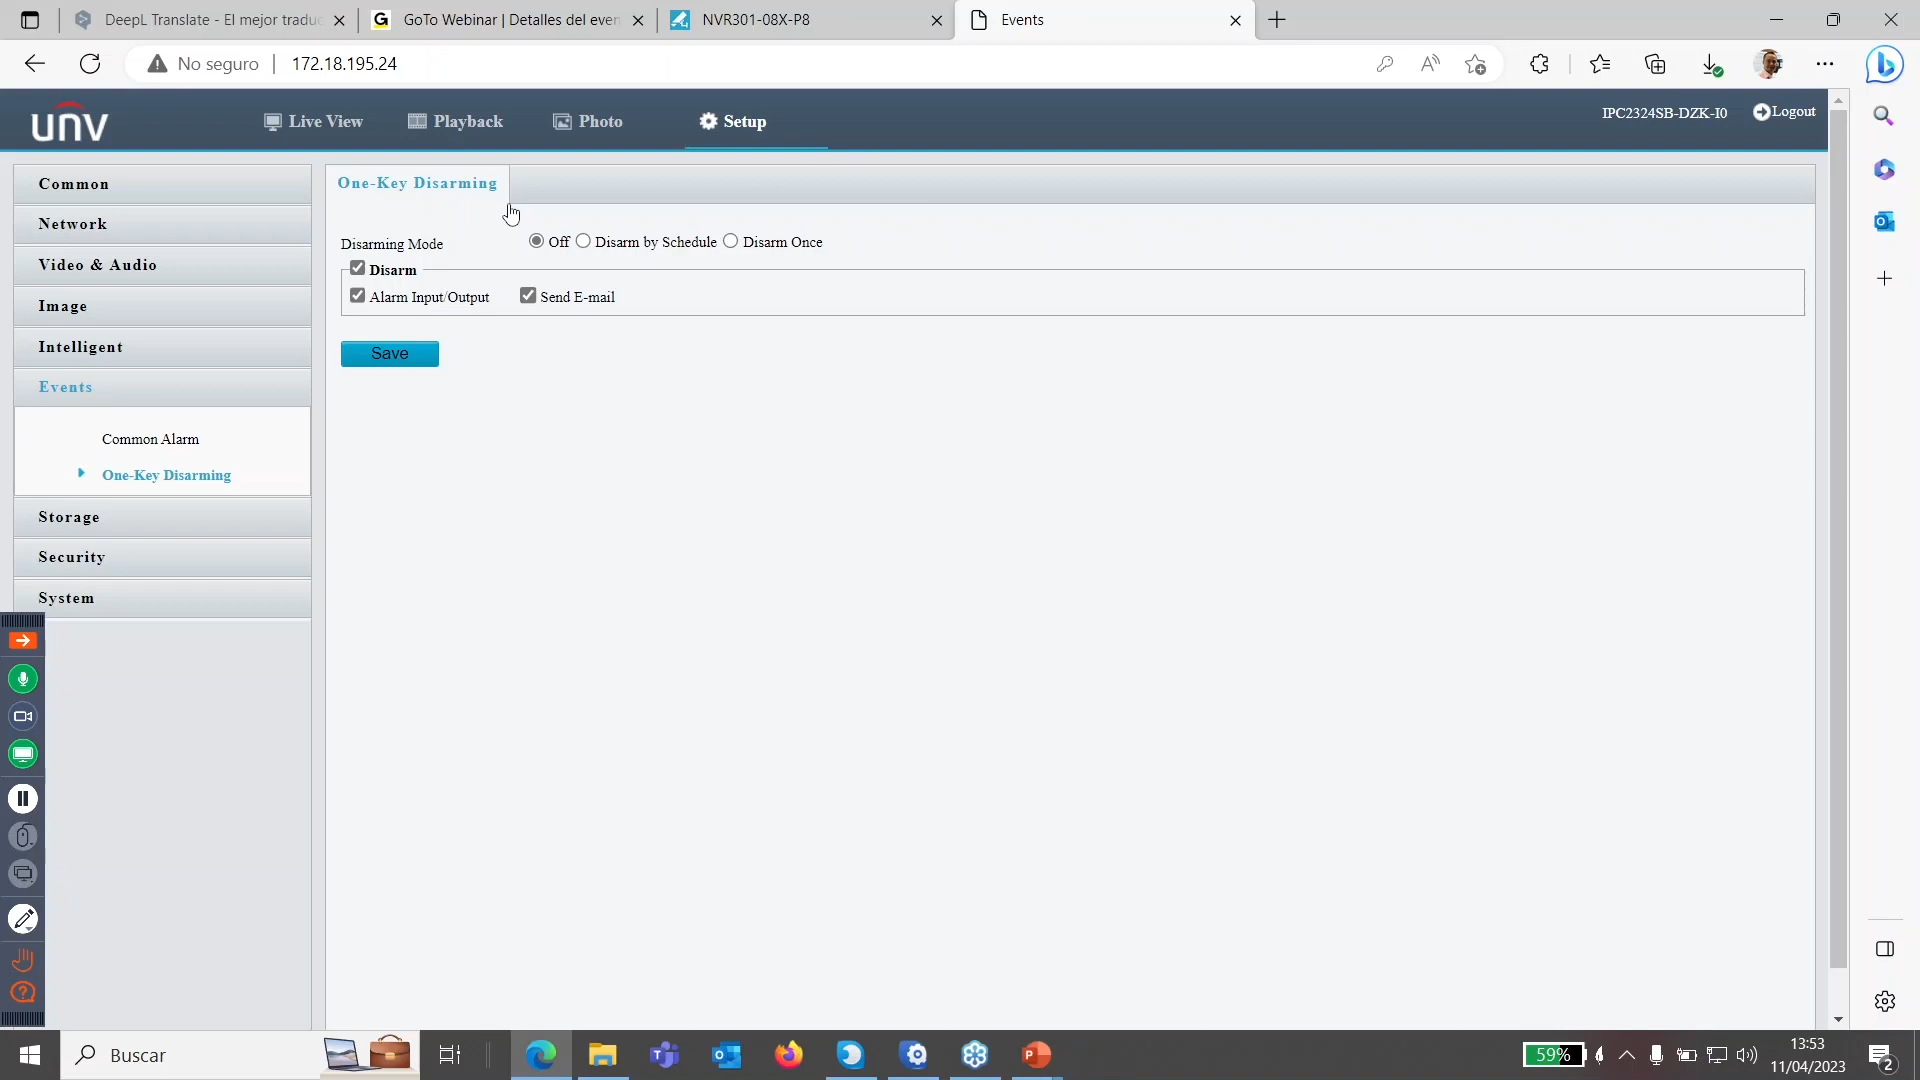 DeepL Translate - El mejor traduc
GoTo Webinar | Detalles del even
NVR301-08X-P8
Events
No seguro
172.18.195.24
unv
Live View
Playback
Photo
Setup
IPC2324SB-DZK-I0
Logout
Common
Network
Video & Audio
Image
Intelligent
Events
Common Alarm
One-Key Disarming
Storage
Security
System
One-Key Disarming
Disarming Mode
Off
Disarm by Schedule
Disarm Once
Disarm
Alarm Input/Output
Send E-mail
Save
Buscar
59%
13:53
11/04/2023
2